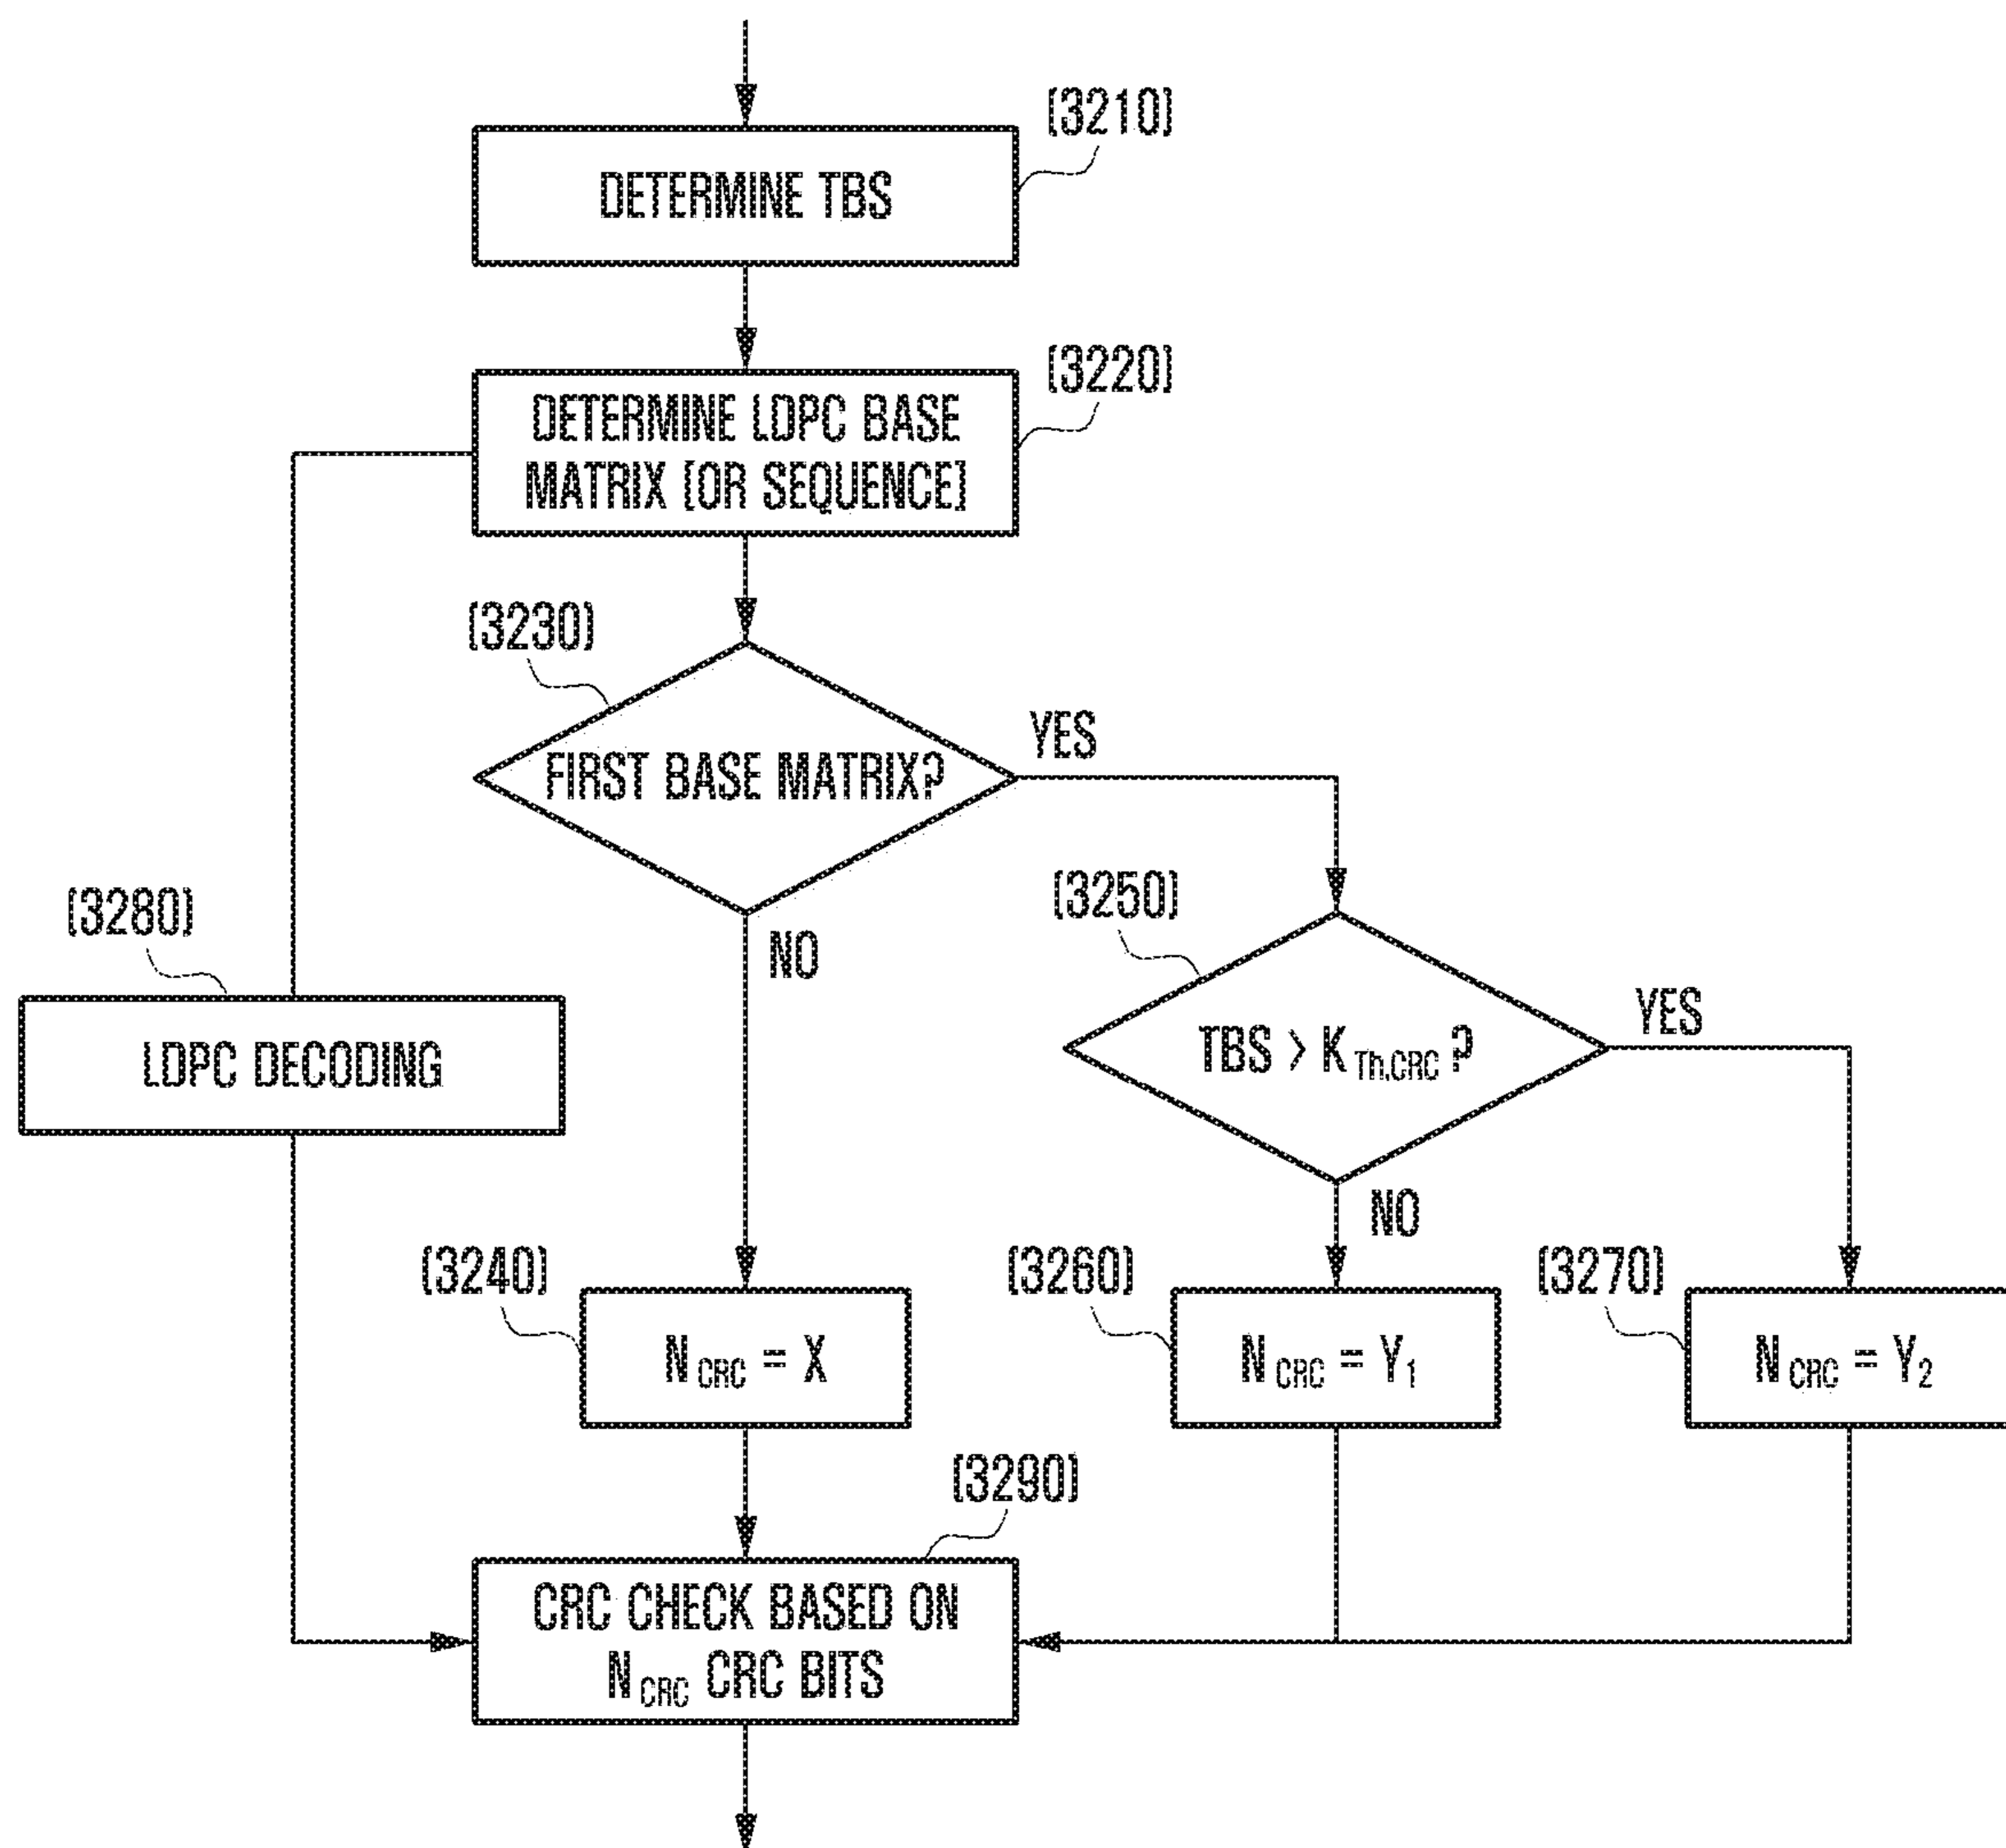 (3210)
DETERMINE TBS
(3220)
DETERMINE LDPC BASE
MATRIX [OR SEQUENCE]
(3230)
FIRST BASE MATRIX?
YES
NO
(3280)
LDPC DECODING
(3250)
TBS > K Th,CRC ?
YES
NO
(3240)
N CRC = X
(3260)
N CRC = Y1
(3270)
N CRC = Y2
(3290)
CRC CHECK BASED ON
N CRC CRC BITS